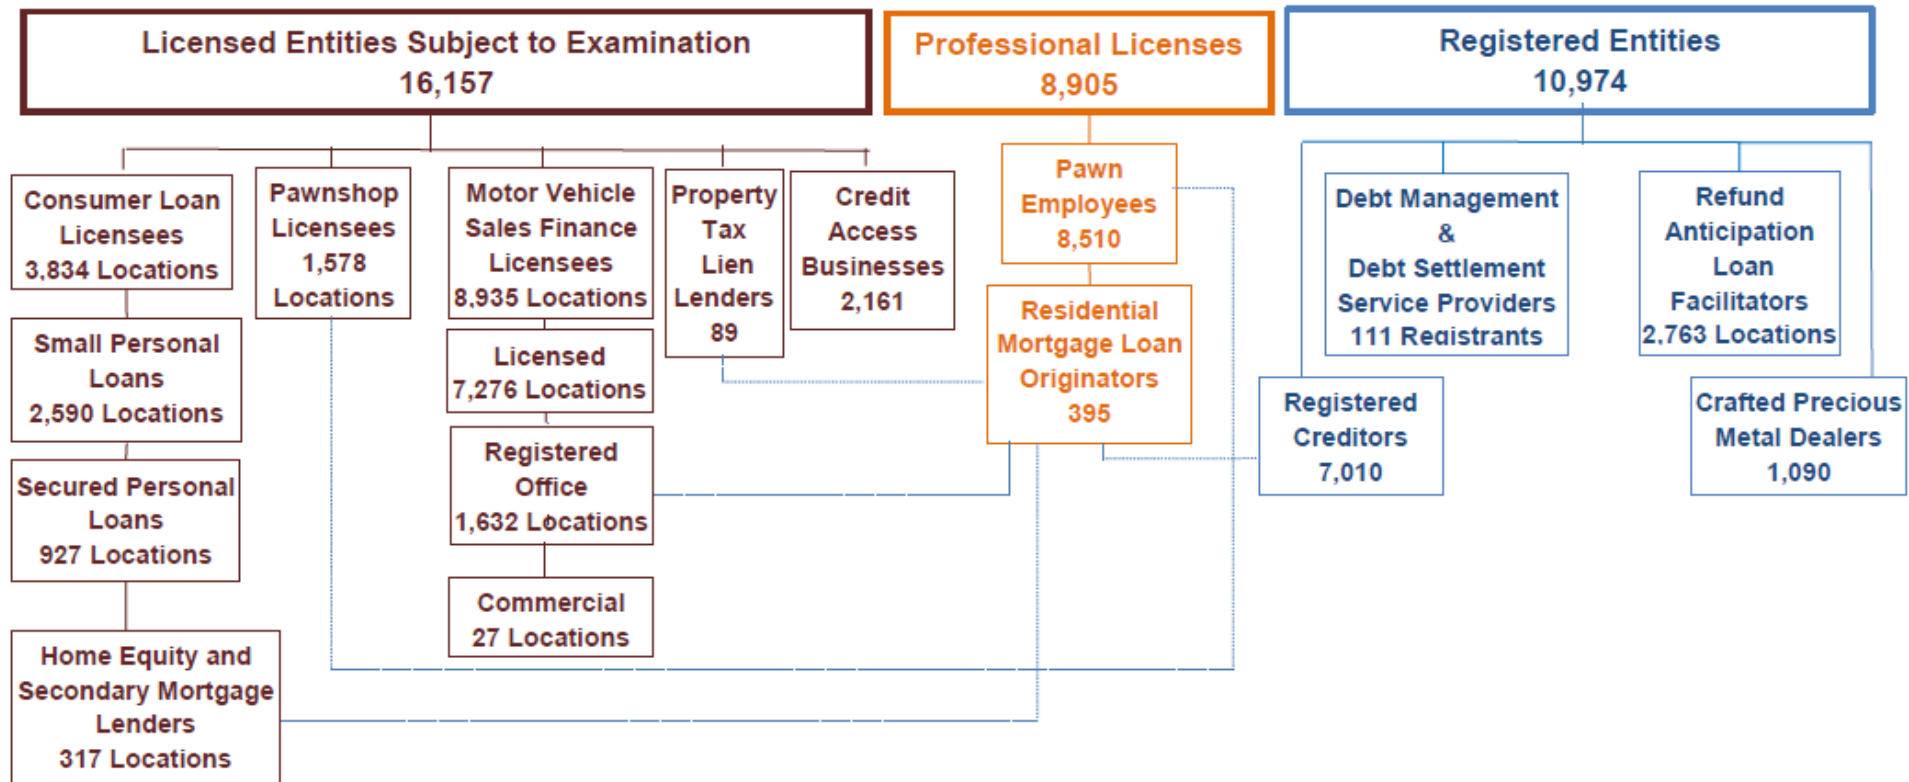 Licensed Entities Subject to Examination
16,157
Professional Licenses
8,905
Registered Entities
10,974
Consumer Loan
Licensees
3,834 Locations
Small Personal
Loans
2,590 Locations
Secured Personal
Loans
927 Locations
Home Equity and
Secondary Mortgage
Lenders
317 Locations
Pawnshop
Licensees
1,578
Locations
Motor Vehicle
Sales Finance
Licensees
8,935 Locations
Licensed
7,276 Locations
Registered
Office
1,632 Locations
Commercial
27 Locations
Property
Tax
Lien
Lenders
89
Credit
Access
Businesses
2,161
Pawn
Employees
8,510
Residential
Mortgage Loan
Originators
395
Registered
Creditors
7,010
Debt Management
&
Debt Settlement
Service Providers
111 Registrants
Refund
Anticipation
Loan
Facilitators
2,763 Locations
Crafted Precious
Metal Dealers
1,090